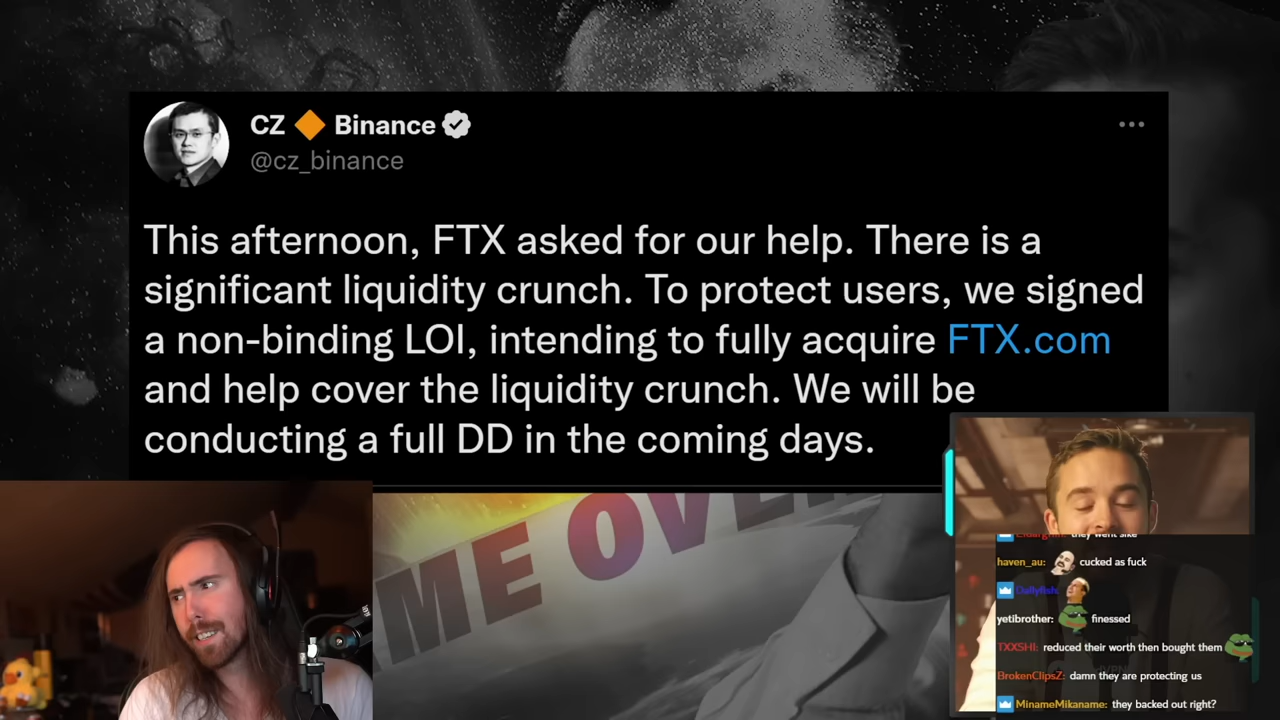 CZ 🔶 Binance
@cz_binance
This afternoon, FTX asked for our help. There is a
significant liquidity crunch. To protect users, we signed
a non-binding LOI, intending to fully acquire FTX.com
and help cover the liquidity crunch. We will be
conducting a full DD in the coming days.
ME OVE
haven_au: cucked as fuck
yetibrother: finessed
TXXSHI: reduced their worth then bought them
BrokenClipsZ: damn they are protecting us
MinameMikaname: they backed out right?